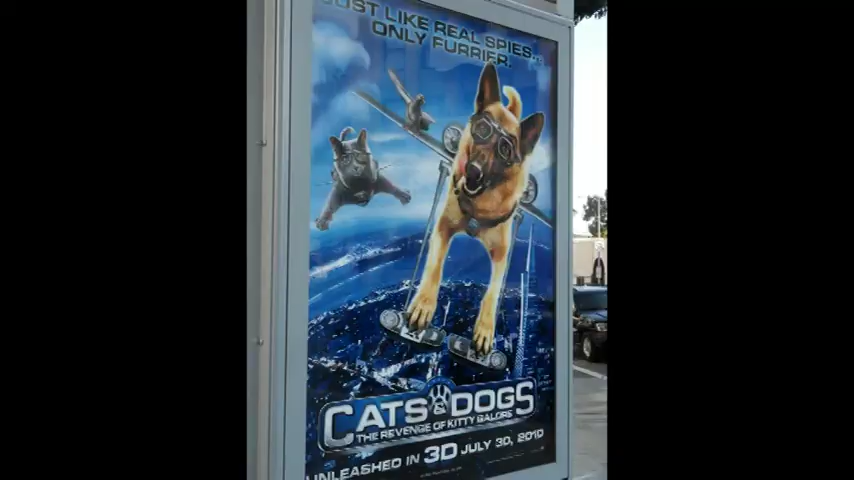 JUST LIKE REAL SPIES...
ONLY FURRIER.
CATS & DOGS
THE REVENGE OF KITTY GALORE
UNLEASHED IN 3D JULY 30, 2010